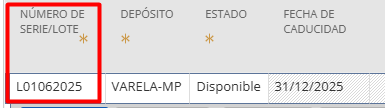 NÚMERO DE SERIE/LOTE * DEPÓSITO * ESTADO * FECHA DE CADUCIDAD
L01062025 VARELA-MP Disponible 31/12/2025